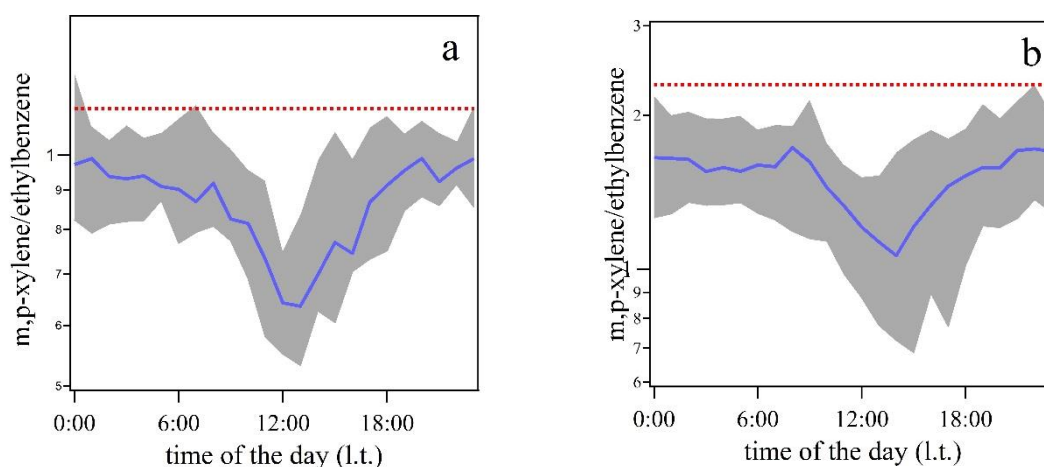 a
m,p-xylene/ethylbenzene
1
9
8
7
6
5
0:00 6:00 12:00 18:00
time of the day (l.t.)
b
m,p-xylene/ethylbenzene
3
2
1
9
8
7
6
0:00 6:00 12:00 18:00
time of the day (l.t.)